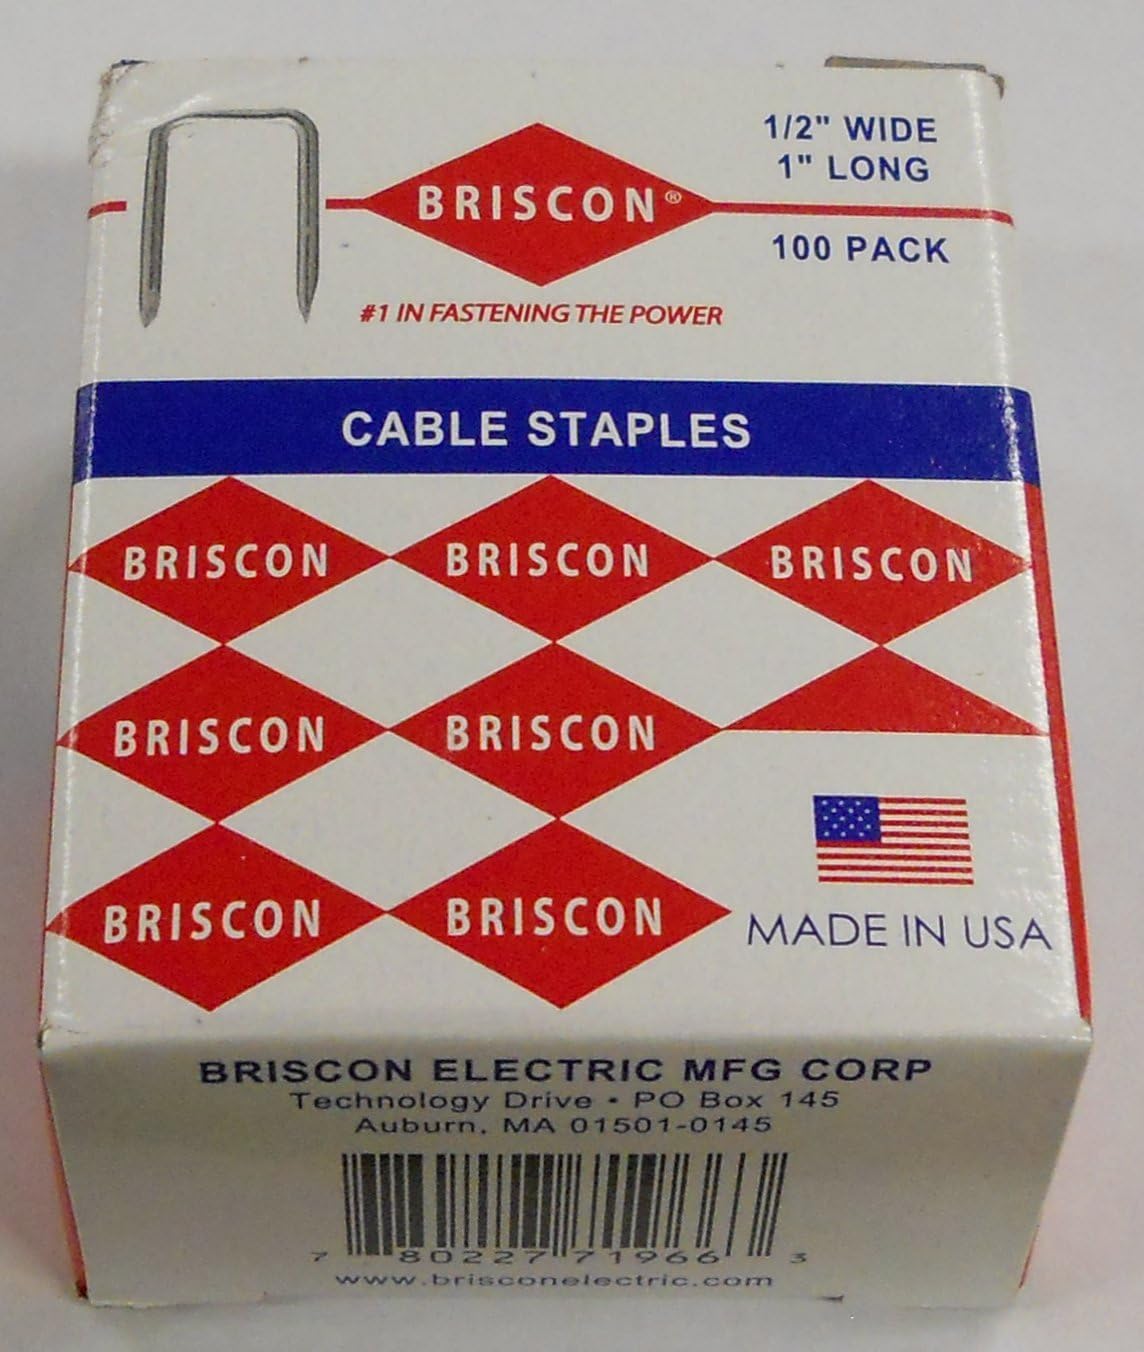 1/2" WIDE
1" LONG
BRISCON®
100 PACK
#1 IN FASTENING THE POWER
CABLE STAPLES
BRISCON BRISCON BRISCON
BRISCON BRISCON
BRISCON BRISCON
MADE IN USA
BRISCON ELECTRIC MFG CORP
Technology Drive • PO Box 145
Auburn, MA 01501-0145
7 80227 71966 3
www.brisconelectric.com